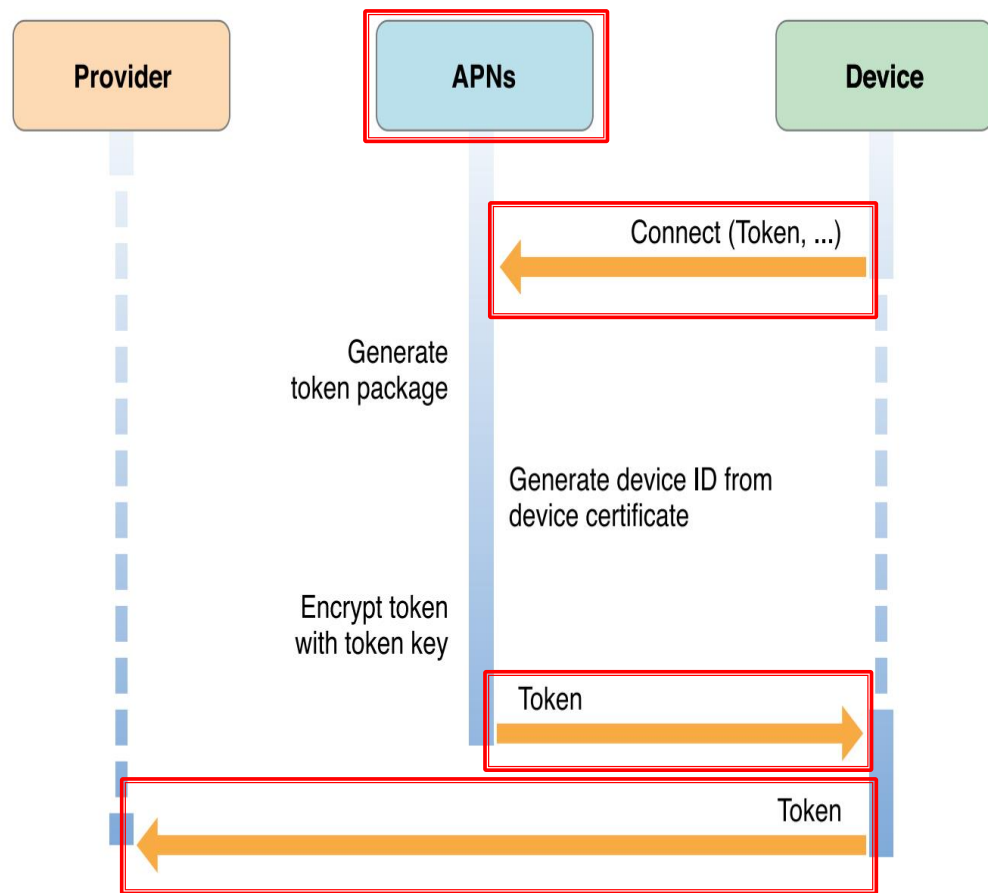 Provider
APNs
Device
Connect (Token, ...)
Generate
token package
Generate device ID from
device certificate
Encrypt token
with token key
Token
Token